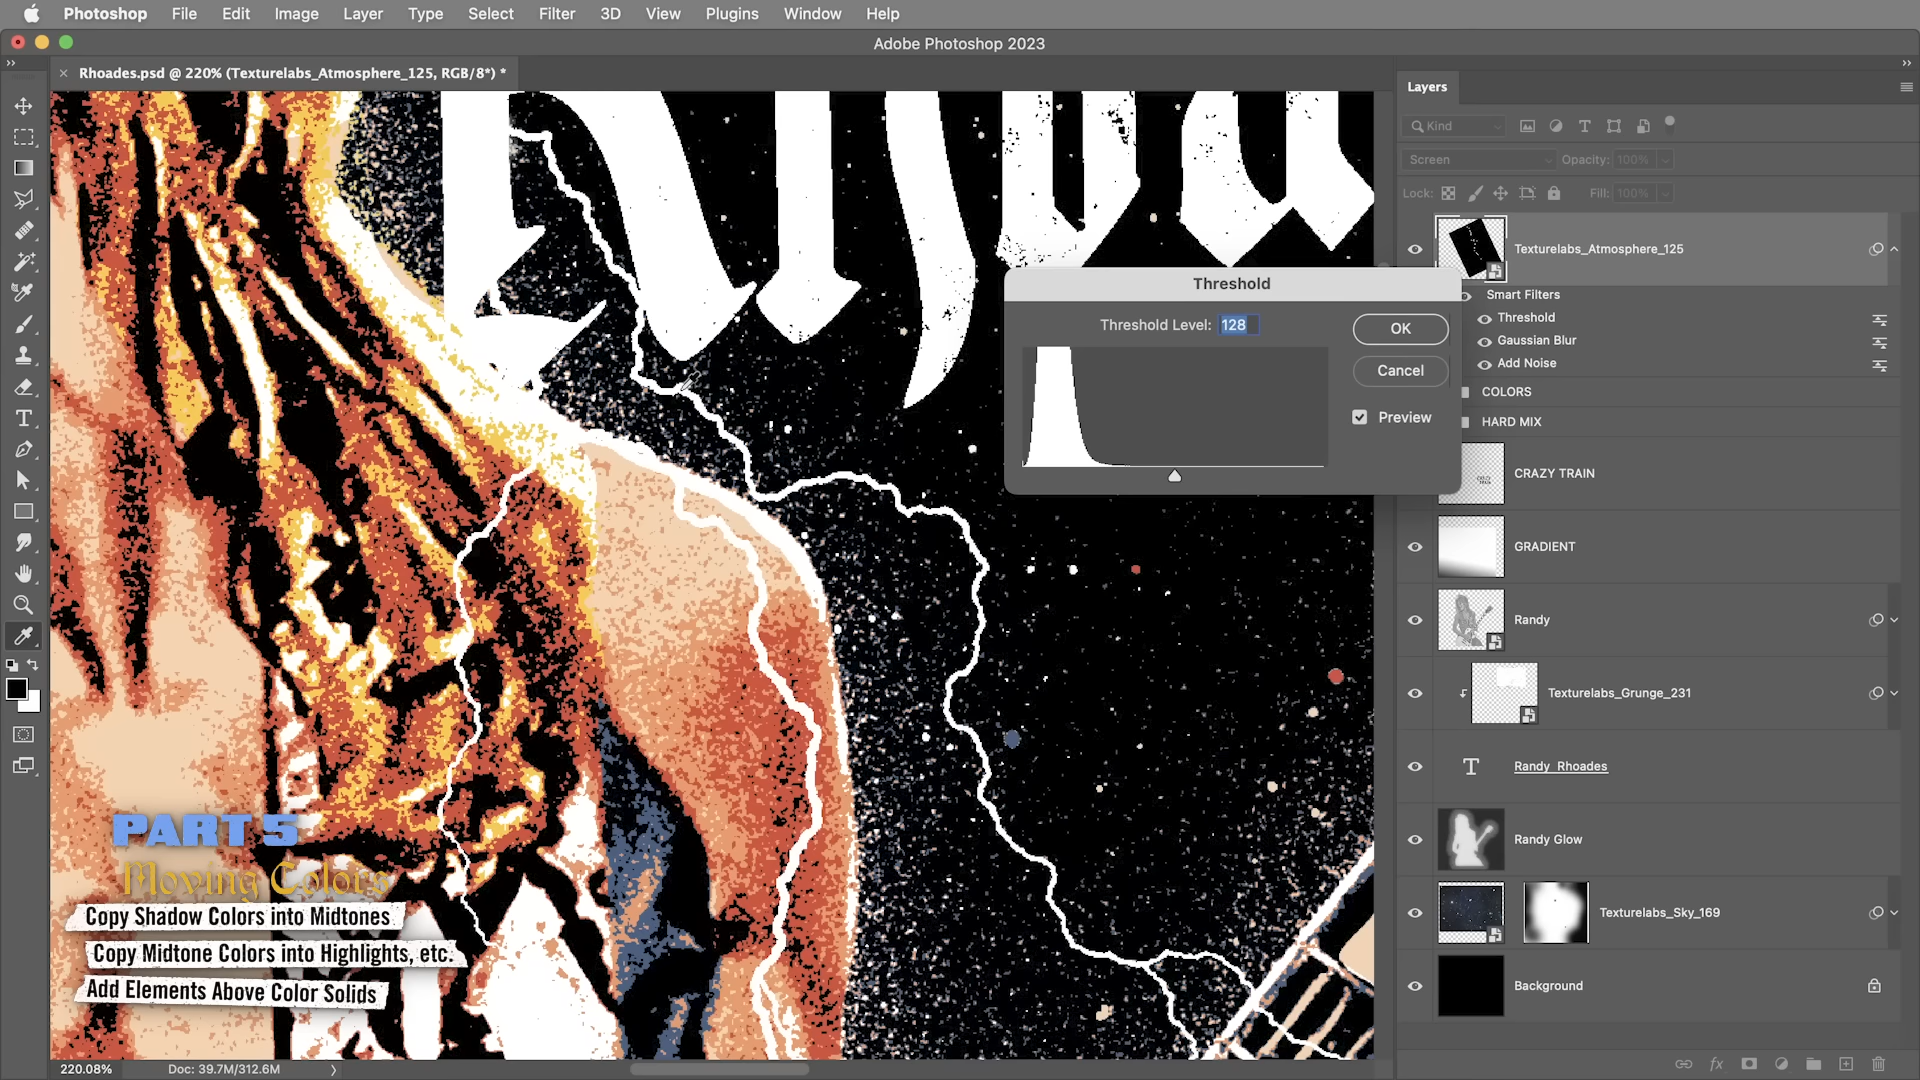 Photoshop File Edit Image Layer Type Select Filter 3D View Plugins Window Help
Adobe Photoshop 2023
Rhoades.psd @ 220% (Texturelabs_Atmosphere_125, RGB/8*) *
Layers
Kind
Screen Opacity: 100%
Lock: Fill: 100%
Texturelabs_Atmosphere_125
Smart Filters
Threshold
Gaussian Blur
Add Noise
COLORS
HARD MIX
CRAZY TRAIN
GRADIENT
Randy
Texturelabs_Grunge_231
T Randy Rhoades
Randy Glow
Texturelabs_Sky_169
Background
Threshold
Threshold Level: 128
OK
Cancel
Preview
PART 5
Moving Colors
Copy Shadow Colors into Midtones
Copy Midtone Colors into Highlights, etc.
Add Elements Above Color Solids
220.08% Doc: 39.7M/312.6M